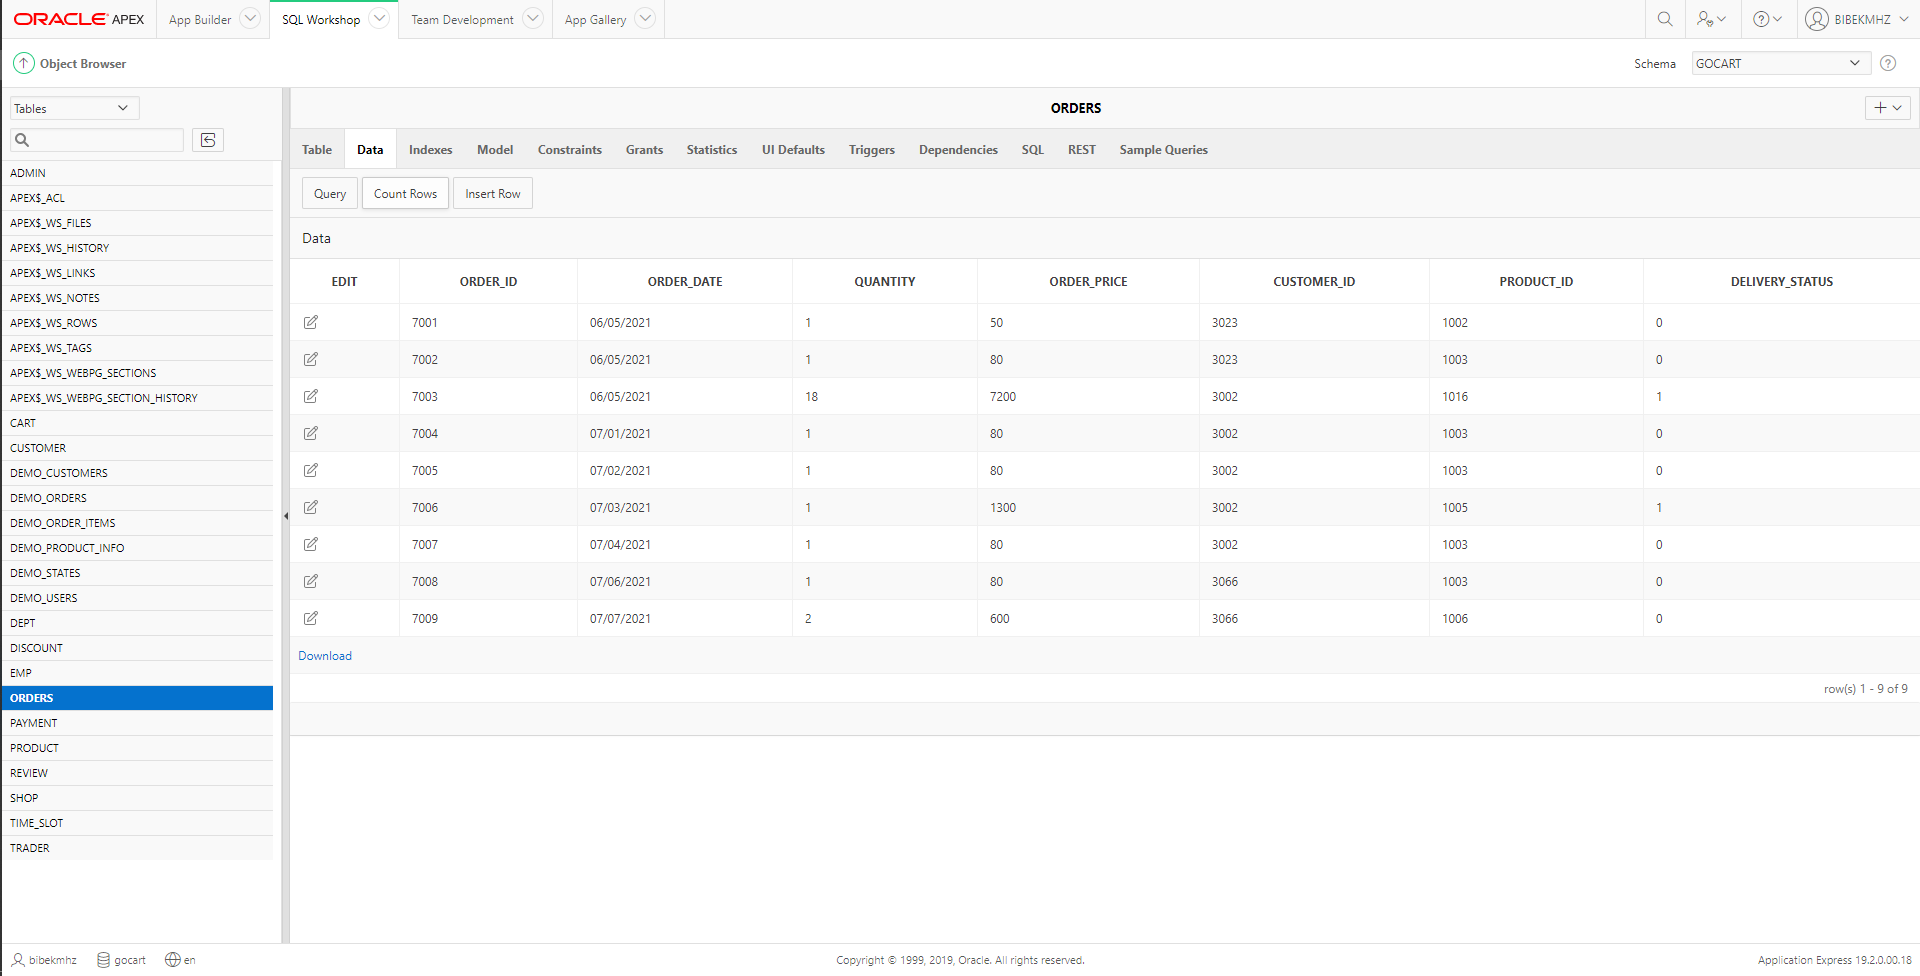 ORACLE APEX App Builder SQL Workshop Team Development App Gallery BIBEKMHZ
Object Browser Schema GOCART
Tables
ORDERS
Table Data Indexes Model Constraints Grants Statistics UI Defaults Triggers Dependencies SQL REST Sample Queries
Query Count Rows Insert Row
Data
ADMIN
APEX$_ACL
APEX$_WS_FILES
APEX$_WS_HISTORY
APEX$_WS_LINKS
APEX$_WS_NOTES
APEX$_WS_ROWS
APEX$_WS_TAGS
APEX$_WS_WEBPG_SECTIONS
APEX$_WS_WEBPG_SECTION_HISTORY
CART
CUSTOMER
DEMO_CUSTOMERS
DEMO_ORDERS
DEMO_ORDER_ITEMS
DEMO_PRODUCT_INFO
DEMO_STATES
DEMO_USERS
DEPT
DISCOUNT
EMP
ORDERS
PAYMENT
PRODUCT
REVIEW
SHOP
TIME_SLOT
TRADER
EDIT ORDER_ID ORDER_DATE QUANTITY ORDER_PRICE CUSTOMER_ID PRODUCT_ID DELIVERY_STATUS
7001 06/05/2021 1 50 3023 1002 0
7002 06/05/2021 1 80 3023 1003 0
7003 06/05/2021 18 7200 3002 1016 1
7004 07/01/2021 1 80 3002 1003 0
7005 07/02/2021 1 80 3002 1003 0
7006 07/03/2021 1 1300 3002 1005 1
7007 07/04/2021 1 80 3002 1003 0
7008 07/06/2021 1 80 3066 1003 0
7009 07/07/2021 2 600 3066 1006 0
Download
row(s) 1 - 9 of 9
bibekmhz gocart en Copyright © 1999, 2019, Oracle. All rights reserved. Application Express 19.2.0.00.18